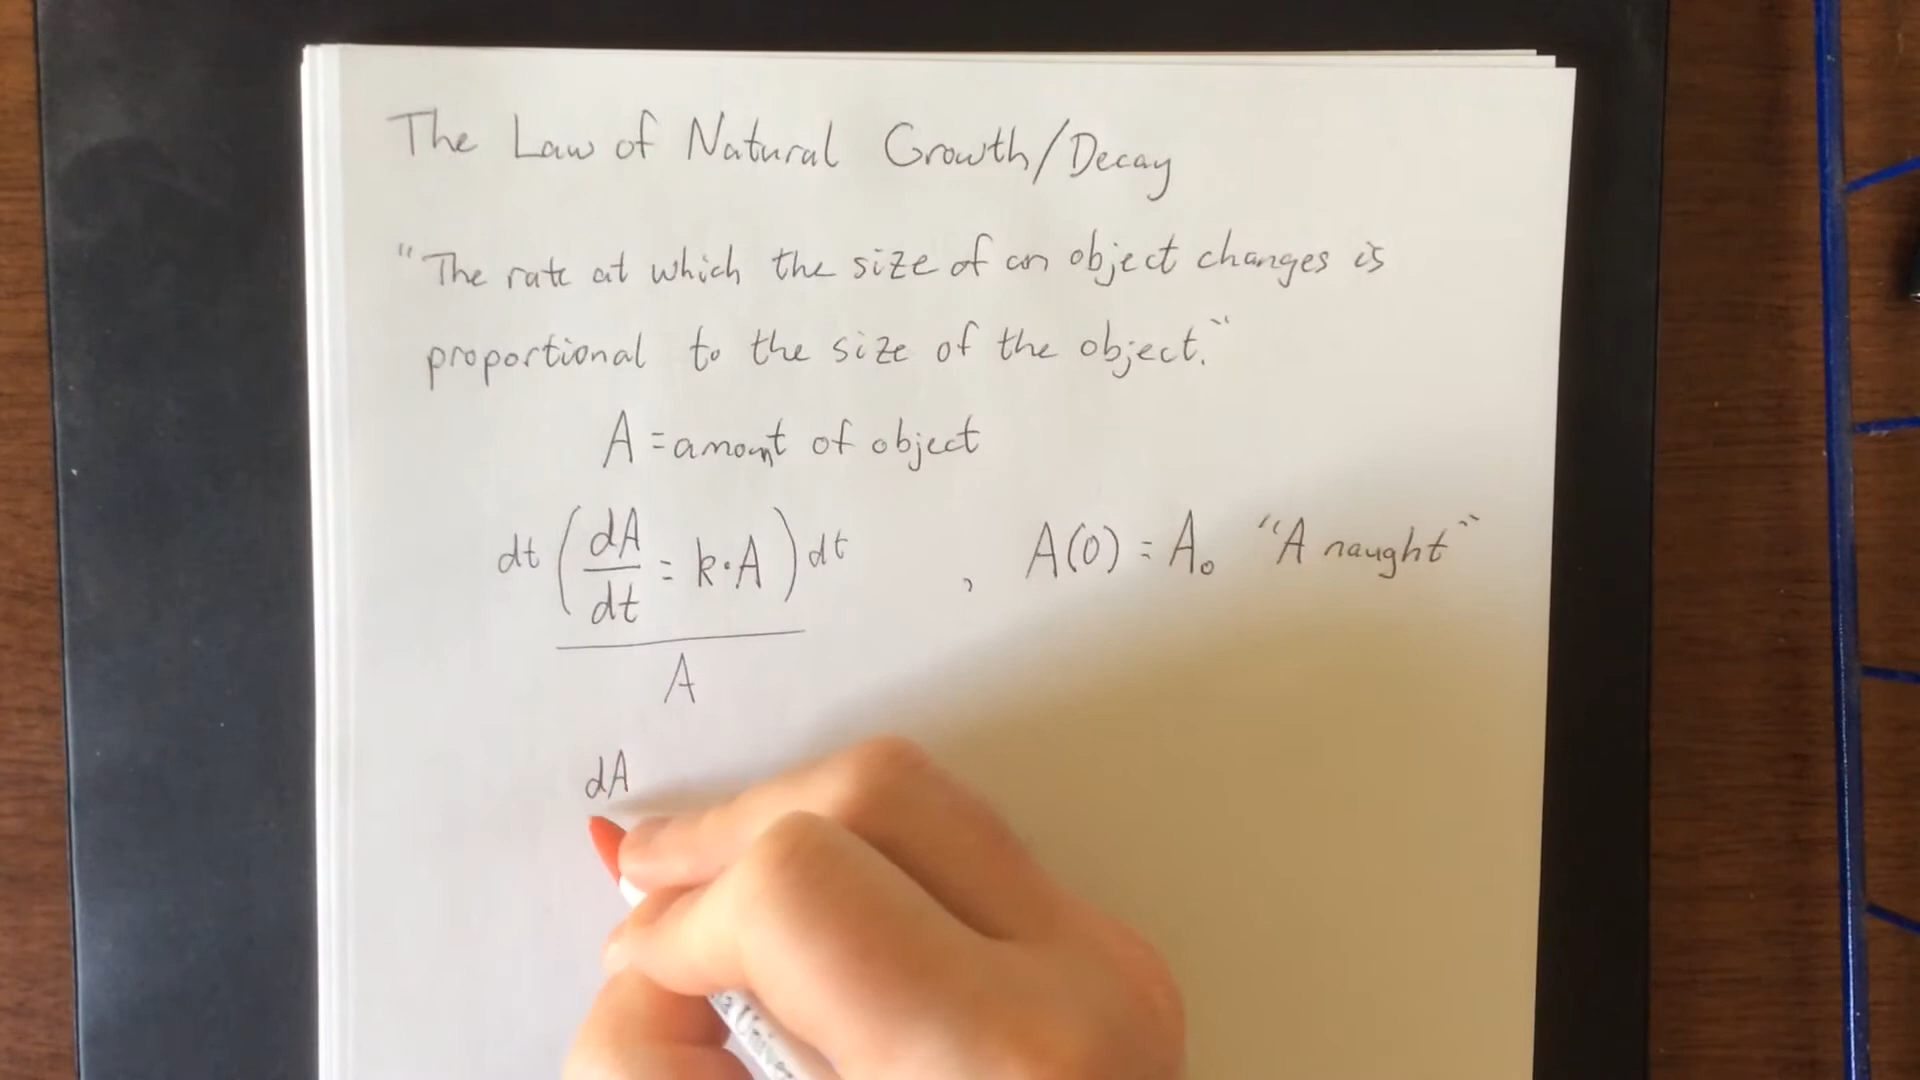 The Law of Natural Growth/Decay
"The rate at which the size of an object changes is
proportional to the size of the object."
A = amount of object
dt (dA/dt = k·A) dt , A(0) = A₀ "A naught"
A
dA